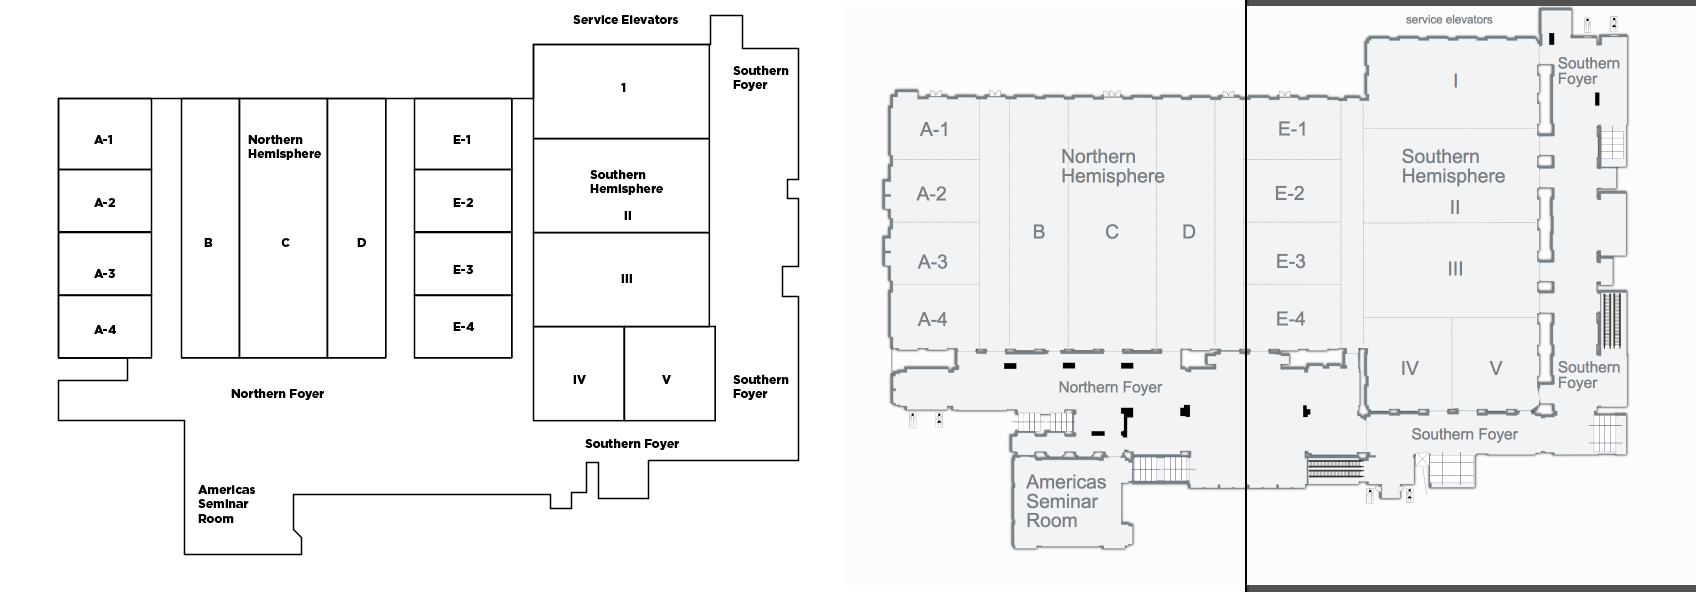 Service Elevators
Southern
Foyer
1
A-1
Northern
Hemisphere
E-1
Southern
Hemisphere
II
A-2
E-2
B
C
D
A-3
E-3
III
A-4
E-4
IV
V
Southern
Foyer
Northern Foyer
Southern Foyer
Americas
Seminar
Room
service elevators
Southern
Foyer
I
A-1
E-1
Northern
Hemisphere
Southern
Hemisphere
A-2
E-2
II
B
C
D
A-3
E-3
III
A-4
E-4
IV
V
Southern
Foyer
Northern Foyer
Southern Foyer
Americas
Seminar
Room